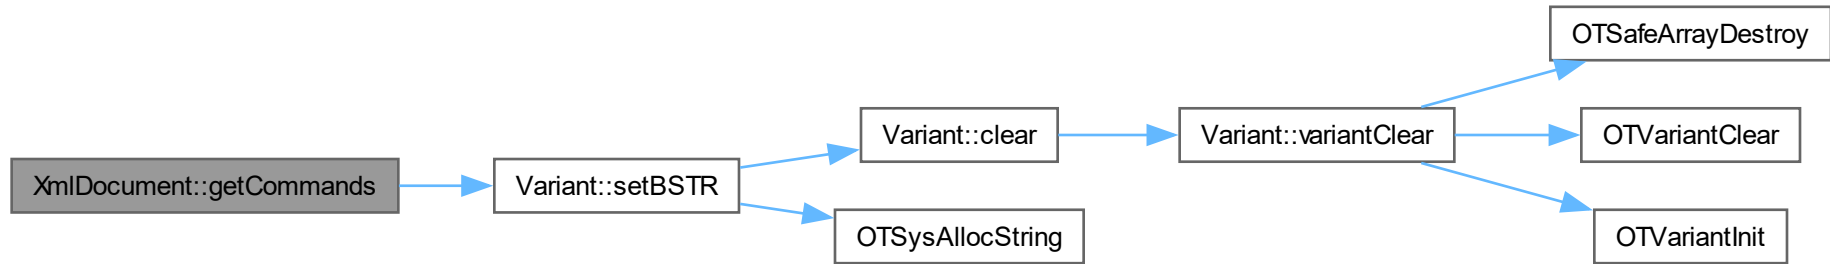 XmlDocument::getCommands
Variant::setBSTR
Variant::clear
OTSysAllocString
Variant::variantClear
OTSafeArrayDestroy
OTVariantClear
OTVariantInit